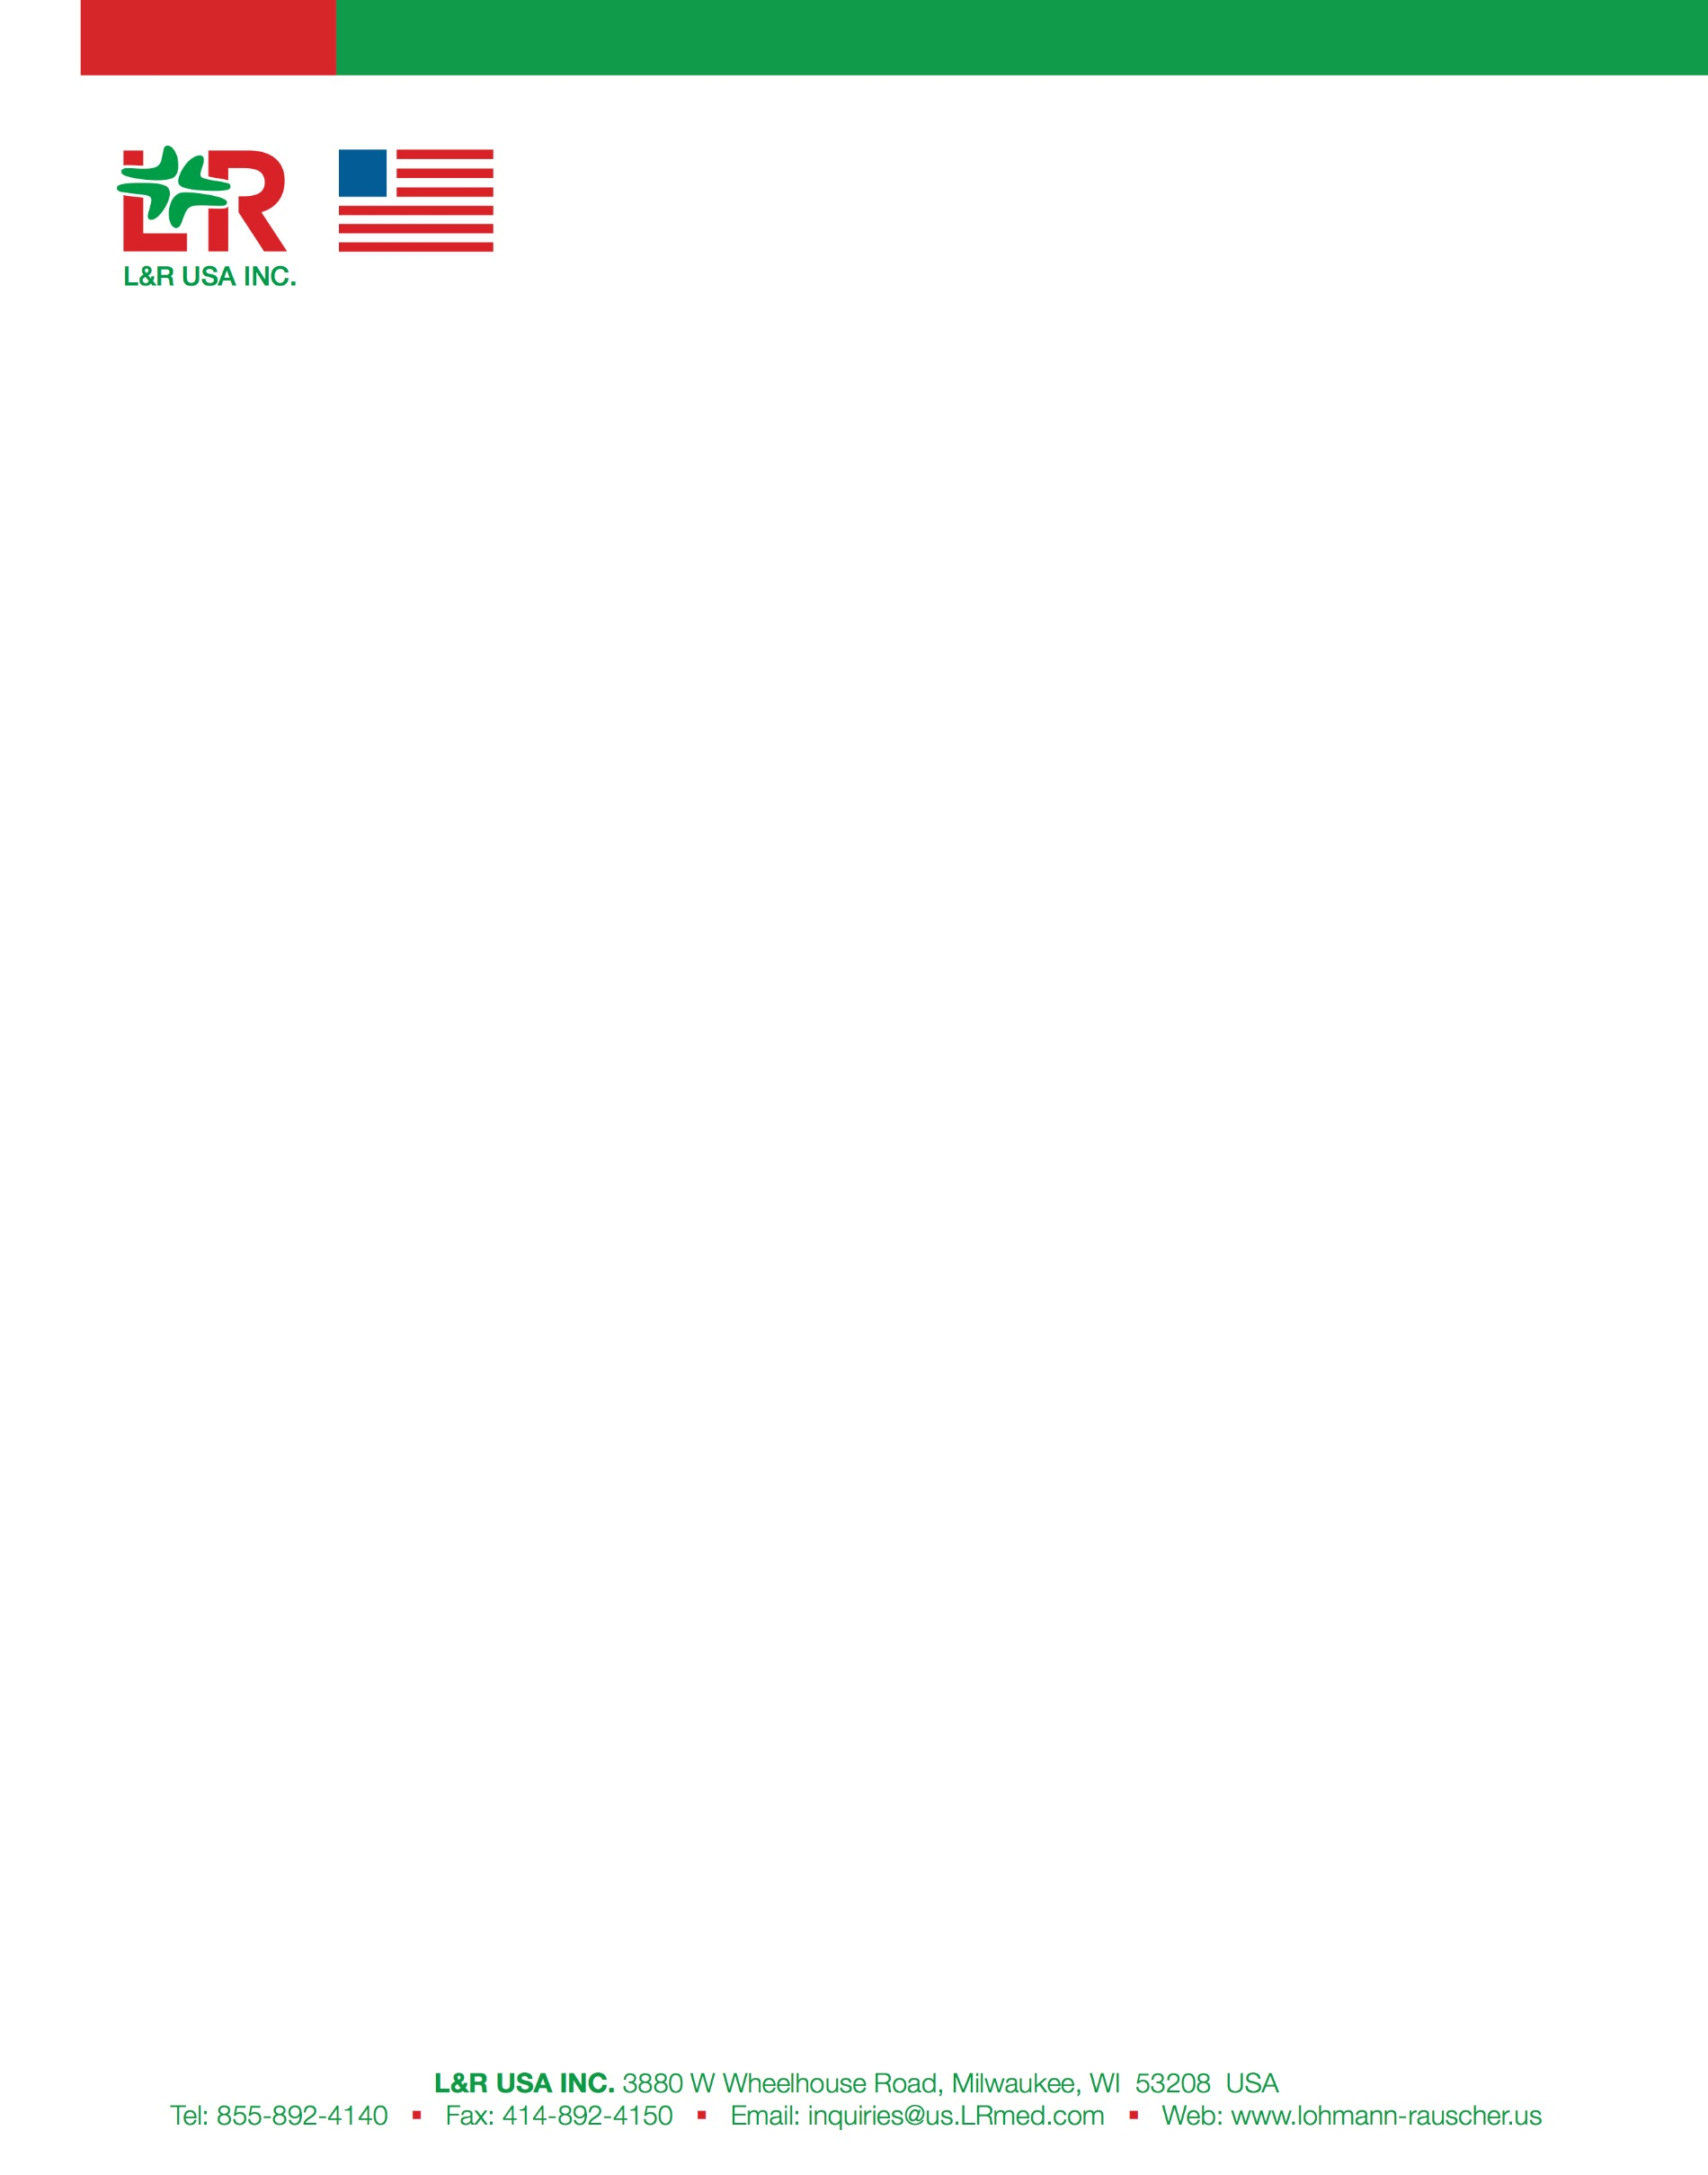 L&R
L&R USA INC.
L&R USA INC. 3880 W Wheelhouse Road, Milwaukee, WI  53208  USA
Tel: 855-892-4140 ▪ Fax: 414-892-4150 ▪ Email: inquiries@us.LRmed.com ▪ Web: www.lohmann-rauscher.us